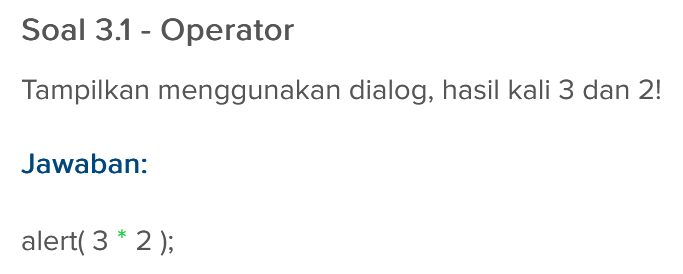 Soal 3.1 - Operator
Tampilkan menggunakan dialog, hasil kali 3 dan 2!
Jawaban:
alert( 3 * 2 );